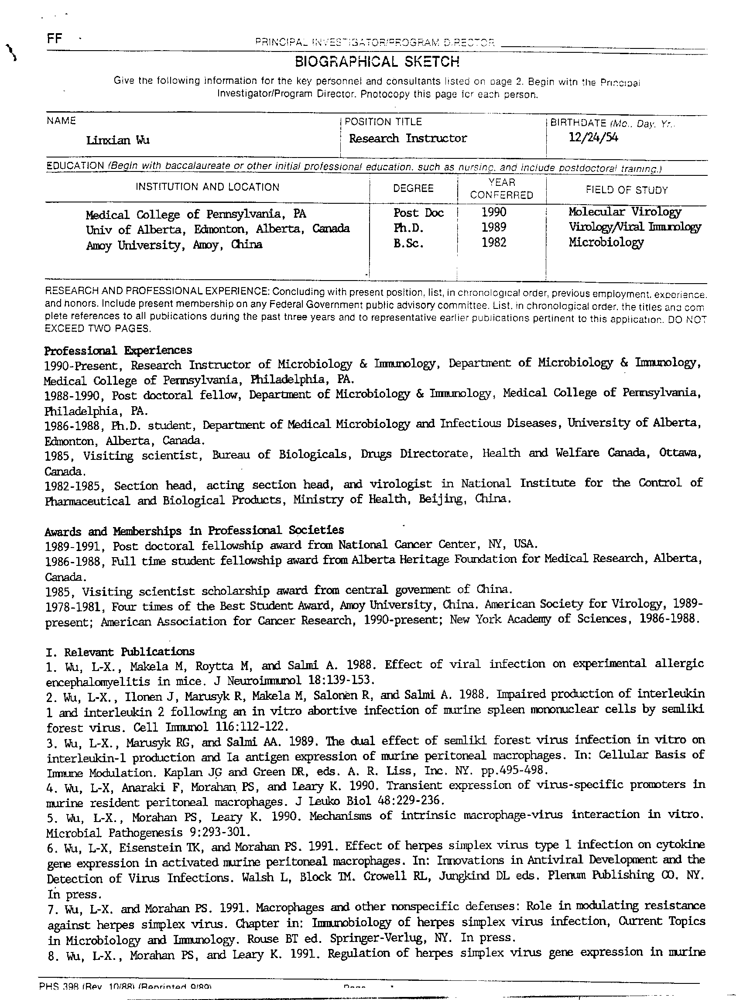 FF
PRINCIPAL INVESTIGATOR/PROGRAM DIRECTOR
BIOGRAPHICAL SKETCH
Give the following information for the key personnel and consultants listed on page 2. Begin with the Principal
Investigator/Program Director. Photocopy this page for each person.
NAME
POSITION TITLE
BIRTHDATE (Mo., Day, Yr.)
Linxian Wu
Research Instructor
12/24/54
EDUCATION (Begin with baccalaureate or other initial professional education, such as nursing, and include postdoctoral training.)
INSTITUTION AND LOCATION DEGREE YEAR CONFERRED FIELD OF STUDY
Medical College of Pennsylvania, PA Post Doc 1990 Molecular Virology
Univ of Alberta, Edmonton, Alberta, Canada Ph.D. 1989 Virology/Viral Immunology
Amoy University, Amoy, China B.Sc. 1982 Microbiology
RESEARCH AND PROFESSIONAL EXPERIENCE: Concluding with present position, list, in chronological order, previous employment, experience,
and honors. Include present membership on any Federal Government public advisory committee. List, in chronological order, the titles and com
plete references to all publications during the past three years and to representative earlier publications pertinent to this application. DO NOT
EXCEED TWO PAGES.
Professional Experiences
1990-Present, Research Instructor of Microbiology & Immunology, Department of Microbiology & Immunology,
Medical College of Pennsylvania, Philadelphia, PA.
1988-1990, Post doctoral fellow, Department of Microbiology & Immunology, Medical College of Pennsylvania,
Philadelphia, PA.
1986-1988, Ph.D. student, Department of Medical Microbiology and Infectious Diseases, University of Alberta,
Edmonton, Alberta, Canada.
1985, Visiting scientist, Bureau of Biologicals, Drugs Directorate, Health and Welfare Canada, Ottawa,
Canada.
1982-1985, Section head, acting section head, and virologist in National Institute for the Control of
Pharmaceutical and Biological Products, Ministry of Health, Beijing, China.
Awards and Memberships in Professional Societies
1989-1991, Post doctoral fellowship award from National Cancer Center, NY, USA.
1986-1988, Full time student fellowship award from Alberta Heritage Foundation for Medical Research, Alberta,
Canada.
1985, Visiting scientist scholarship award from central goverment of China.
1978-1981, Four times of the Best Student Award, Amoy University, China. American Society for Virology, 1989-
present; American Association for Cancer Research, 1990-present; New York Academy of Sciences, 1986-1988.
I. Relevant Publications
1. Wu, L-X., Makela M, Roytta M, and Salmi A. 1988. Effect of viral infection on experimental allergic
encephalomyelitis in mice. J Neuroimmunol 18:139-153.
2. Wu, L-X., Ilonen J, Marusyk R, Makela M, Salonen R, and Salmi A. 1988. Impaired production of interleukin
1 and interleukin 2 following an in vitro abortive infection of murine spleen mononuclear cells by semliki
forest virus. Cell Immunol 116:112-122.
3. Wu, L-X., Marusyk RG, and Salmi AA. 1989. The dual effect of semliki forest virus infection in vitro on
interleukin-1 production and Ia antigen expression of murine peritoneal macrophages. In: Cellular Basis of
Immune Modulation. Kaplan JG and Green DR, eds. A. R. Liss, Inc. NY. pp.495-498.
4. Wu, L-X, Anaraki F, Morahan PS, and Leary K. 1990. Transient expression of virus-specific promoters in
murine resident peritoneal macrophages. J Leuko Biol 48:229-236.
5. Wu, L-X., Morahan PS, Leary K. 1990. Mechanisms of intrinsic macrophage-virus interaction in vitro.
Microbial Pathogenesis 9:293-301.
6. Wu, L-X, Eisenstein TK, and Morahan PS. 1991. Effect of herpes simplex virus type 1 infection on cytokine
gene expression in activated murine peritoneal macrophages. In: Innovations in Antiviral Development and the
Detection of Virus Infections. Walsh L, Block TM. Crowell RL, Jungkind DL eds. Plenum Publishing CO. NY.
In press.
7. Wu, L-X. and Morahan PS. 1991. Macrophages and other nonspecific defenses: Role in modulating resistance
against herpes simplex virus. Chapter in: Immunobiology of herpes simplex virus infection, Current Topics
in Microbiology and Immunology. Rouse BT ed. Springer-Verlug, NY. In press.
8. Wu, L-X., Morahan PS, and Leary K. 1991. Regulation of herpes simplex virus gene expression in murine
PHS 398 (Rev. 10/88) (Reprinted 9/89) Page